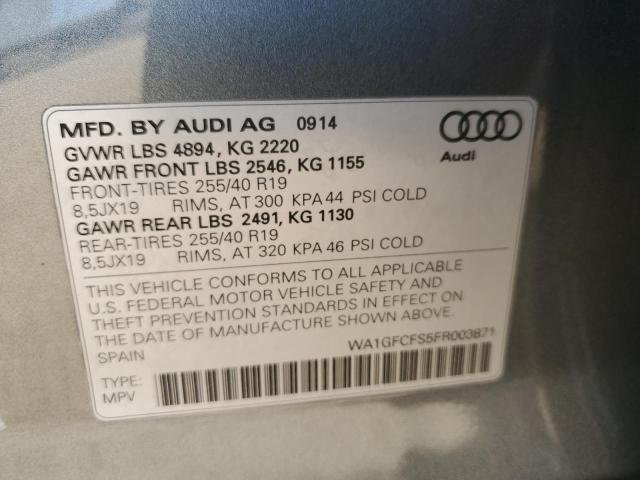 MFD. BY AUDI AG 0914
GVWR LBS 4894, KG 2220
GAWR FRONT LBS 2546, KG 1155
FRONT-TIRES 255/40 R19
8,5JX19 RIMS, AT 300 KPA 44 PSI COLD
GAWR REAR LBS 2491, KG 1130
REAR-TIRES 255/40 R19
8,5JX19 RIMS, AT 320 KPA 46 PSI COLD
Audi
THIS VEHICLE CONFORMS TO ALL APPLICABLE
U.S. FEDERAL MOTOR VEHICLE SAFETY AND
THEFT PREVENTION STANDARDS IN EFFECT ON
THE DATE OF MANUFACTURE SHOWN ABOVE.
SPAIN
WA1GFCFS5FR003871
TYPE:
MPV